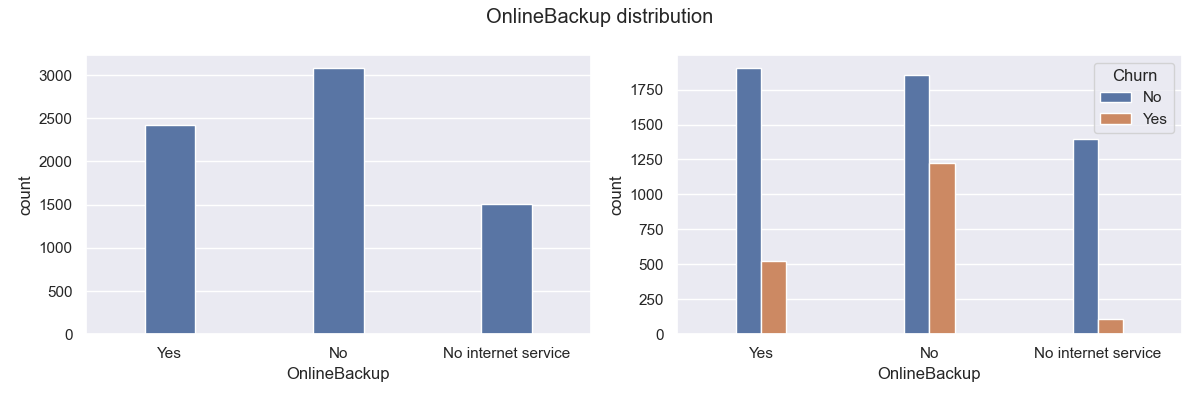 OnlineBackup distribution
count
3000
2500
2000
1500
1000
500
0
Yes No No internet service
OnlineBackup
count
1750
1500
1250
1000
750
500
250
0
Yes No No internet service
OnlineBackup
Churn
No
Yes